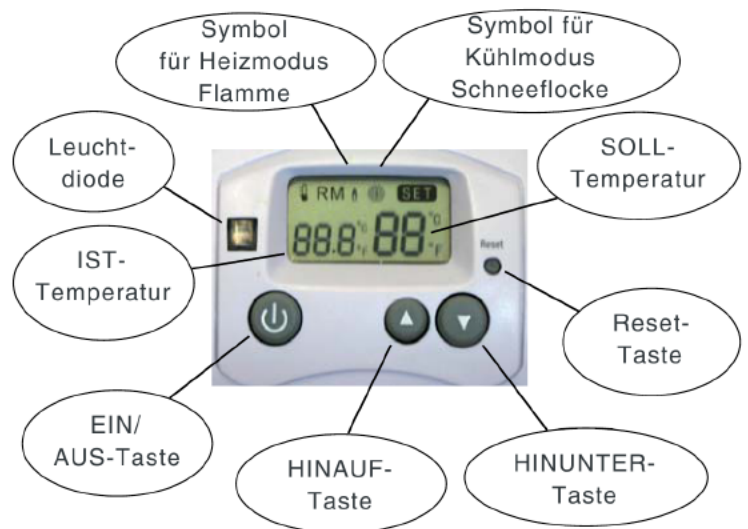 Symbol
für Heizmodus
Flamme
Symbol für
Kühlmodus
Schneeflocke
Leucht-
diode
SOLL-
Temperatur
RM SET
88.8 °C °F 88 °C °F
Reset
IST-
Temperatur
Reset-
Taste
EIN/
AUS-Taste
HINAUF-
Taste
HINUNTER-
Taste